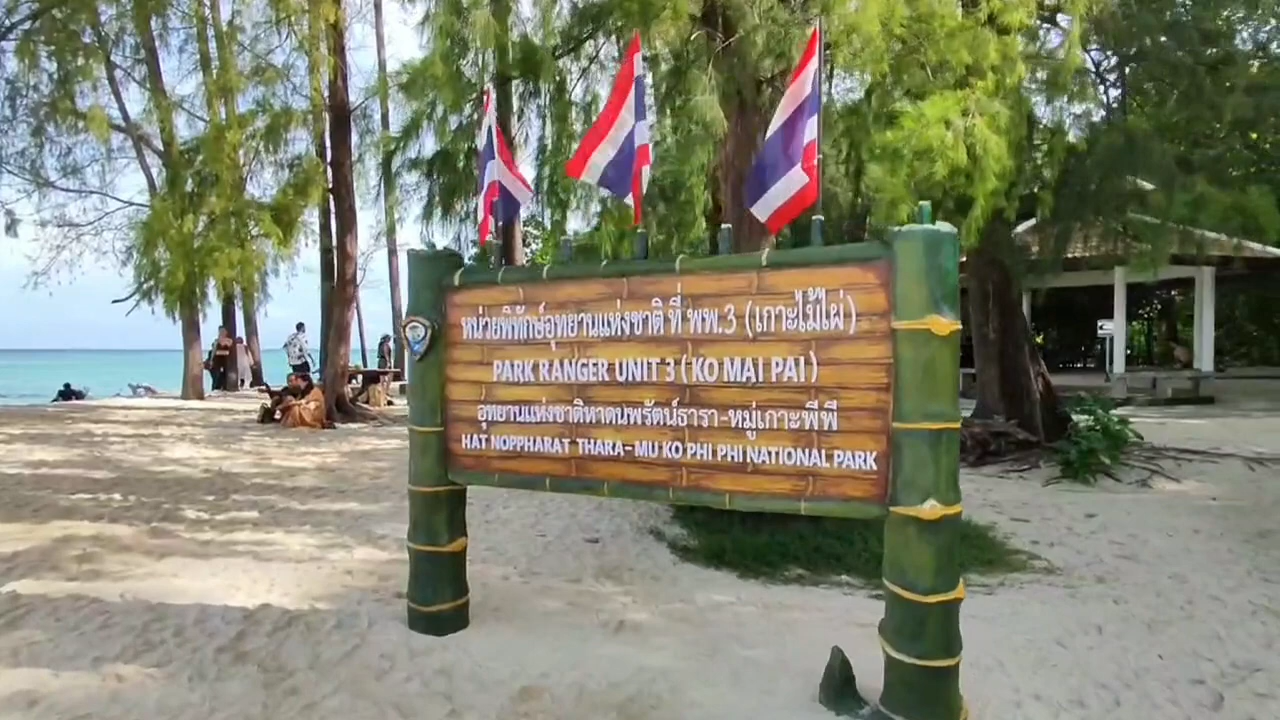 หน่วยพิทักษ์อุทยานแห่งชาติ ที่ พพ.3 (เกาะไม้ไผ่)
PARK RANGER UNIT 3 (KO MAI PAI)
อุทยานแห่งชาติหาดนพรัตน์ธารา-หมู่เกาะพีพี
HAT NOPPHARAT THARA-MU KO PHI PHI NATIONAL PARK